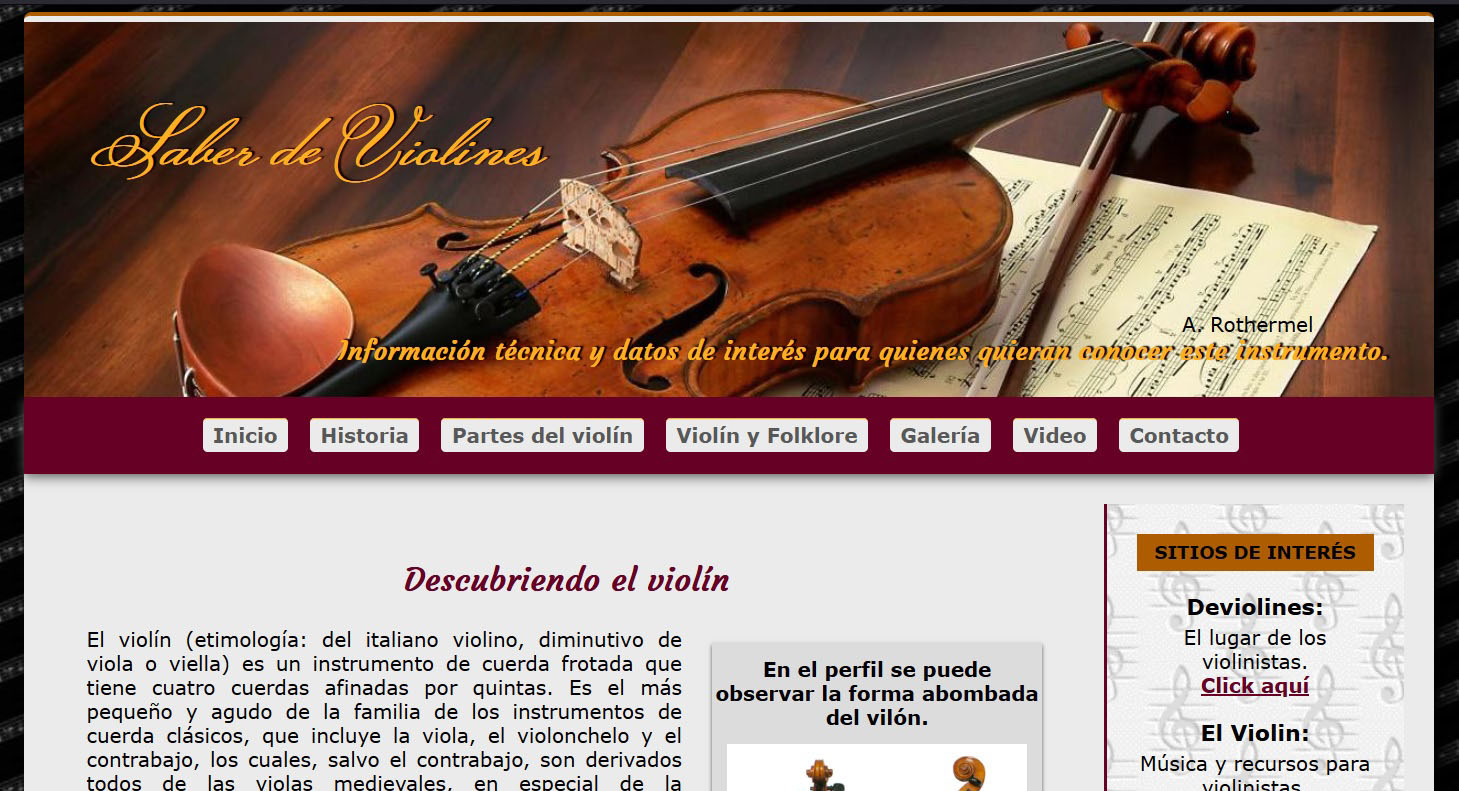 Saber de Violines
A. Rothermel
Información técnica y datos de interés para quienes quieran conocer este instrumento.
Inicio Historia Partes del violín Violín y Folklore Galería Video Contacto
Descubriendo el violín
El violín (etimología: del italiano violino, diminutivo de
viola o viella) es un instrumento de cuerda frotada que
tiene cuatro cuerdas afinadas por quintas. Es el más
pequeño y agudo de la familia de los instrumentos de
cuerda clásicos, que incluye la viola, el violonchelo y el
contrabajo, los cuales, salvo el contrabajo, son derivados
todos de las violas medievales, en especial de la
En el perfil se puede
observar la forma abombada
del vilón.
SITIOS DE INTERÉS
Deviolines:
El lugar de los
violinistas.
Click aquí
El Violin:
Música y recursos para
violinistas